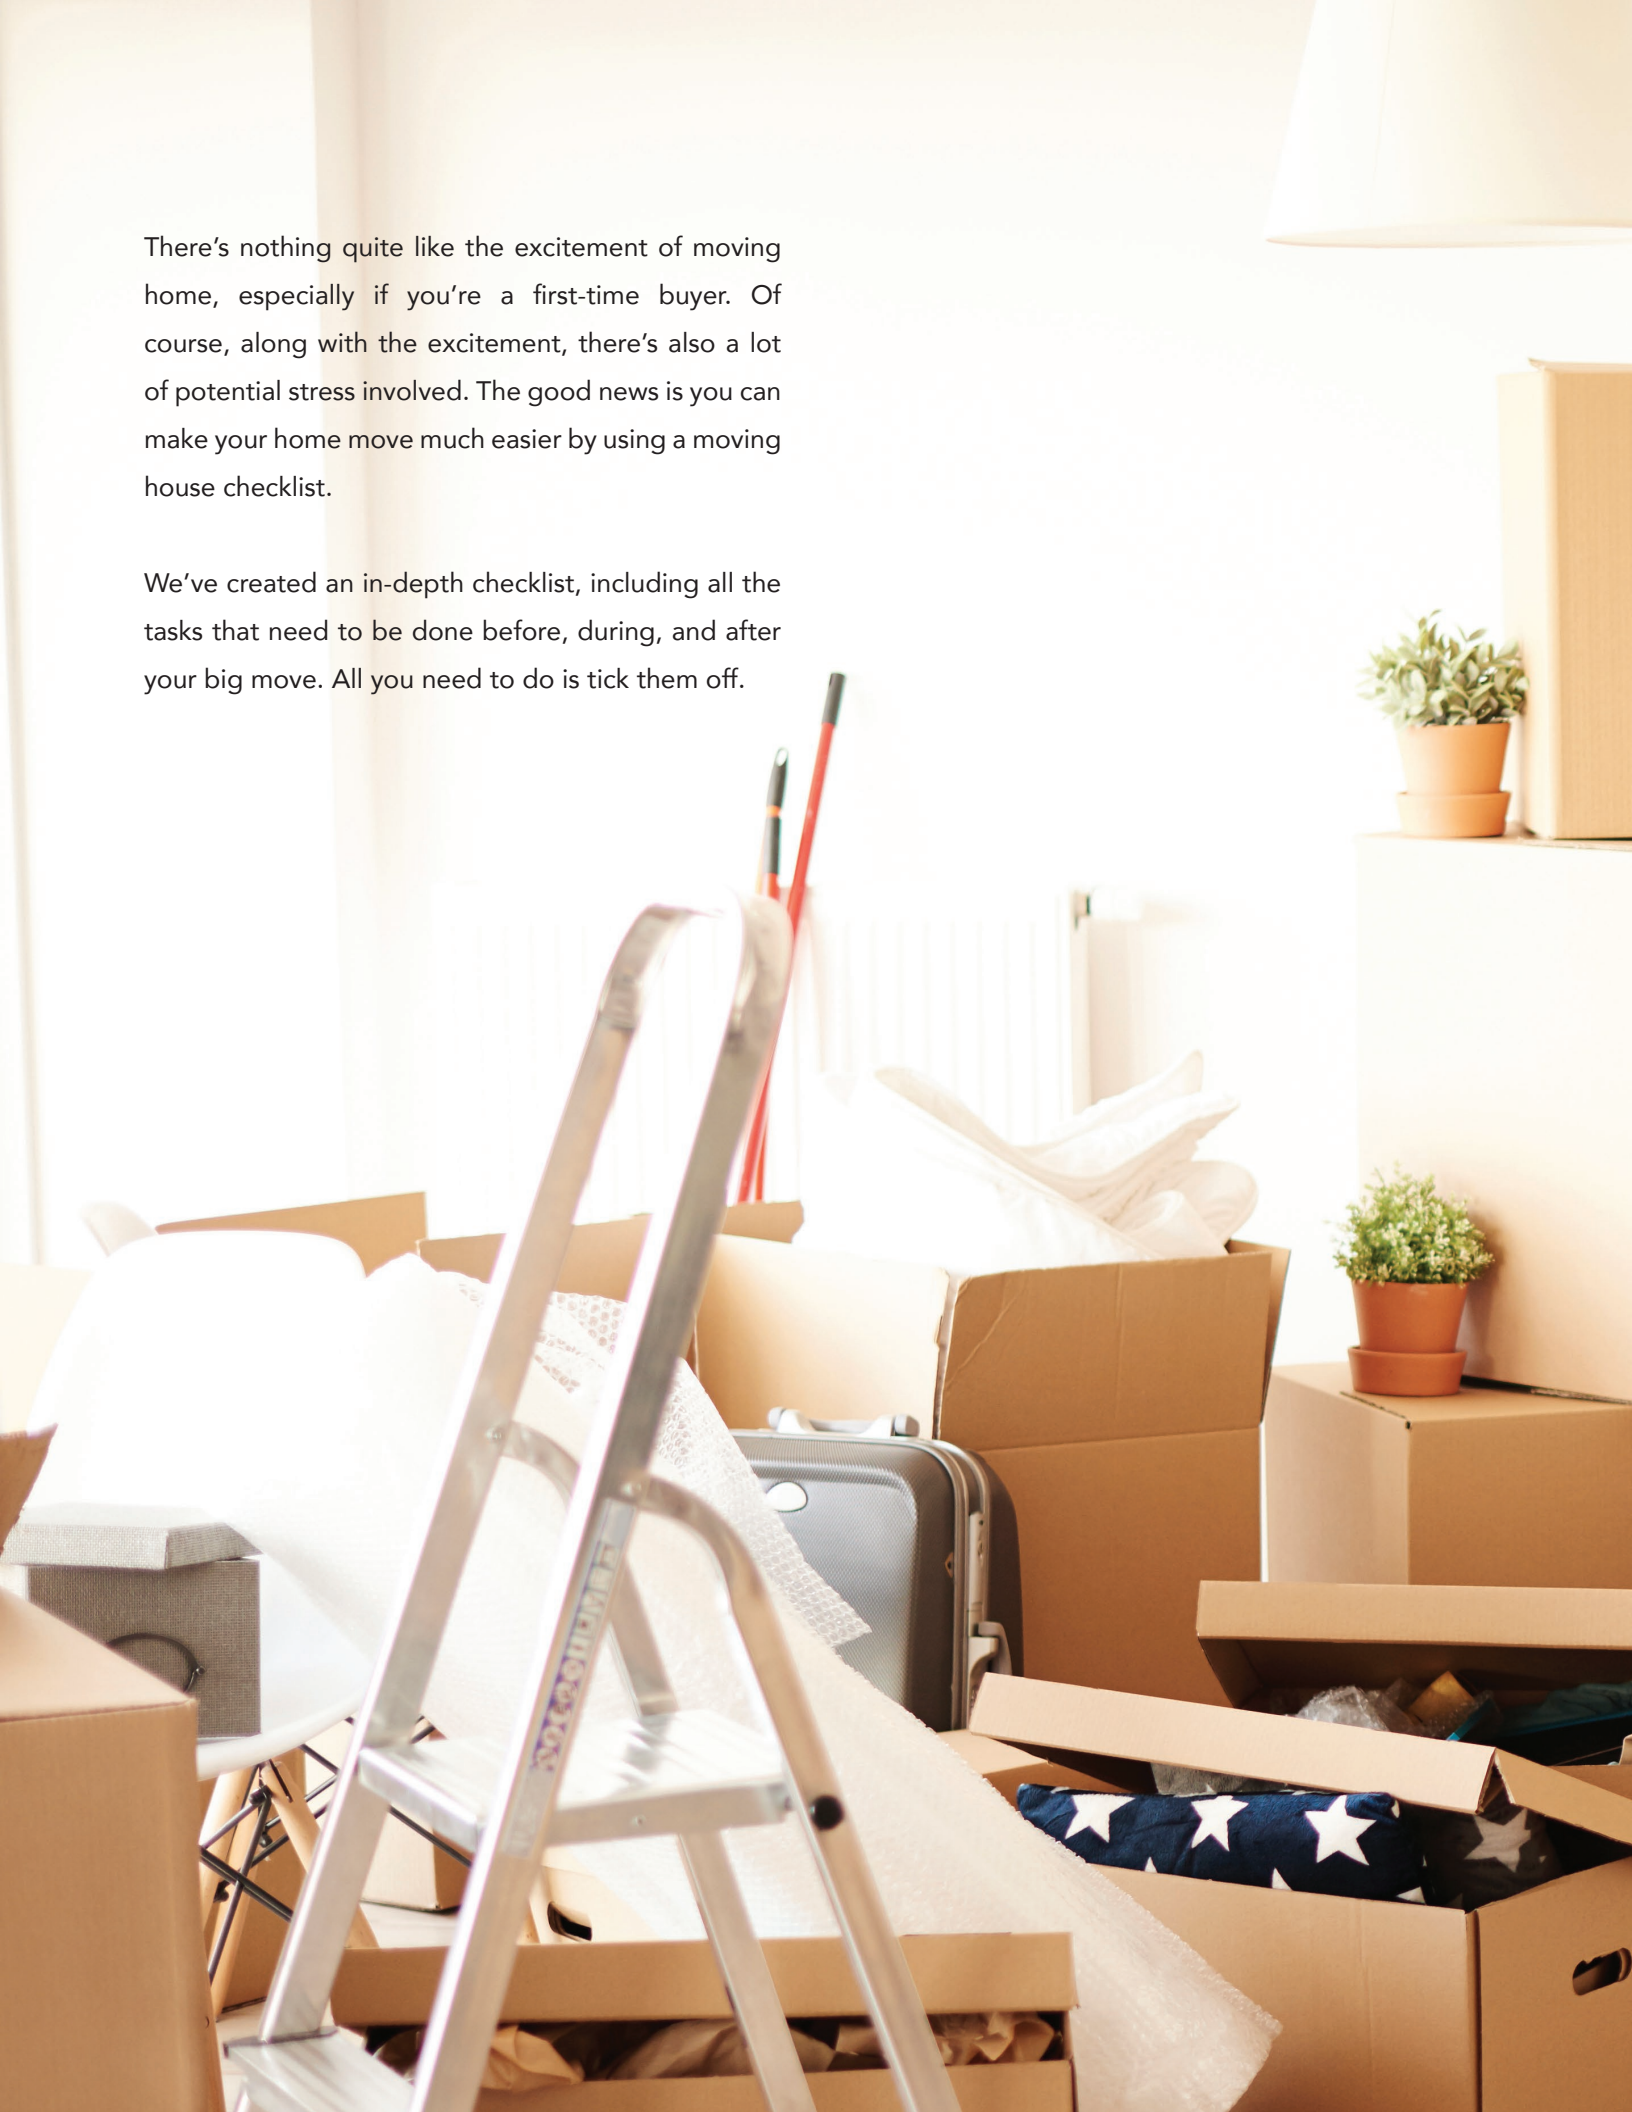 There’s nothing quite like the excitement of moving
home, especially if you’re a first-time buyer. Of
course, along with the excitement, there’s also a lot
of potential stress involved. The good news is you can
make your home move much easier by using a moving
house checklist.
We’ve created an in-depth checklist, including all the
tasks that need to be done before, during, and after
your big move. All you need to do is tick them off.